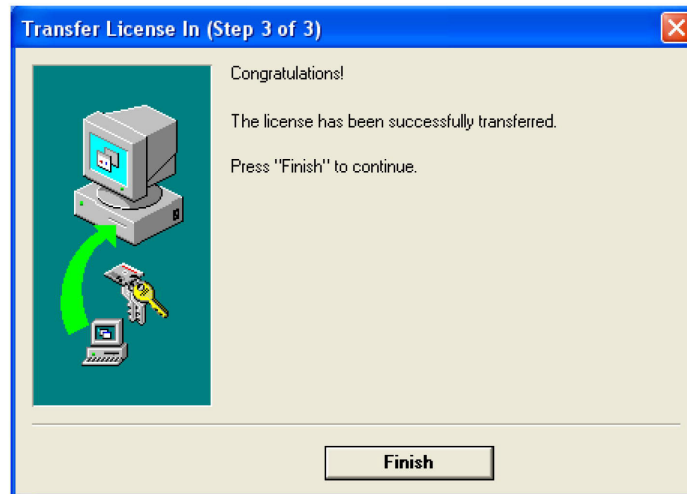 Transfer License In (Step 3 of 3)
Congratulations!
The license has been successfully transferred.
Press "Finish" to continue.
Finish